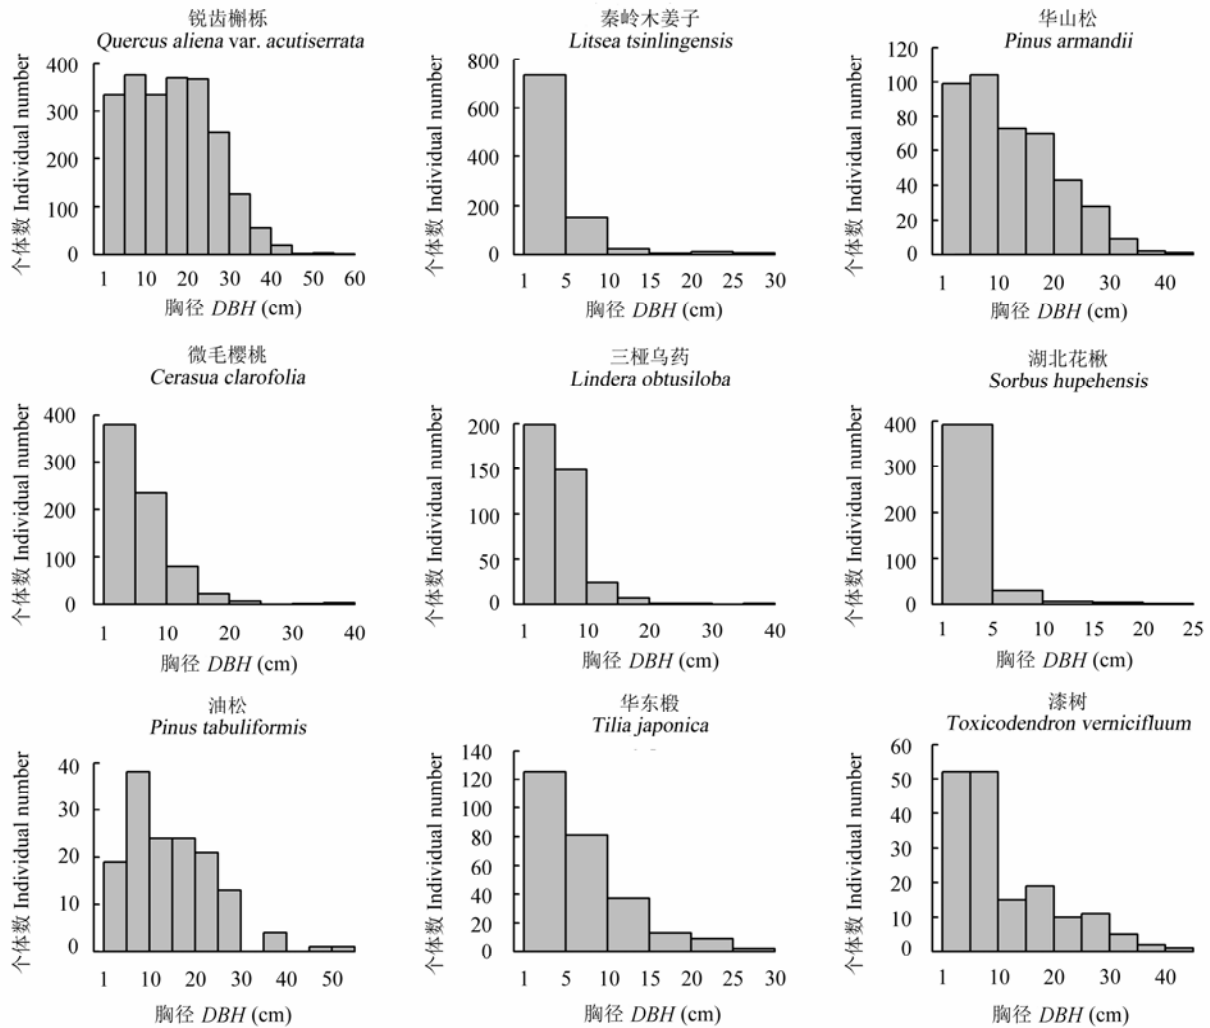 锐齿槲栎
Quercus aliena var. acutiserrata
个体数 Individual number
400
300
200
100
0
1 10 20 30 40 50 60
胸径 DBH (cm)
秦岭木姜子
Litsea tsinlingensis
个体数 Individual number
800
600
400
200
0
1 5 10 15 20 25 30
胸径 DBH (cm)
华山松
Pinus armandii
个体数 Individual number
120
100
80
60
40
20
0
1 10 20 30 40
胸径 DBH (cm)
微毛樱桃
Cerasua clarofolia
个体数 Individual number
400
300
200
100
0
1 10 20 30 40
胸径 DBH (cm)
三桠乌药
Lindera obtusiloba
个体数 Individual number
200
150
100
50
0
1 10 20 30 40
胸径 DBH (cm)
湖北花楸
Sorbus hupehensis
个体数 Individual number
400
300
200
100
0
1 5 10 15 20 25
胸径 DBH (cm)
油松
Pinus tabuliformis
个体数 Individual number
40
30
20
10
0
1 10 20 30 40 50
胸径 DBH (cm)
华东椴
Tilia japonica
个体数 Individual number
140
120
100
80
60
40
20
0
1 5 10 15 20 25 30
胸径 DBH (cm)
漆树
Toxicodendron vernicifluum
个体数 Individual number
60
50
40
30
20
10
0
1 10 20 30 40
胸径 DBH (cm)